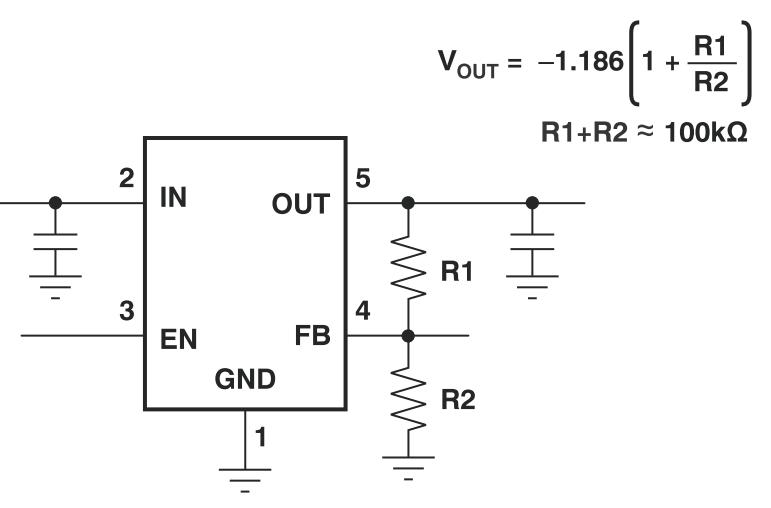 V_OUT = −1.186(1 + R1/R2)
R1+R2 ≈ 100kΩ
2
IN
OUT
5
R1
3
EN
FB
4
GND
R2
1